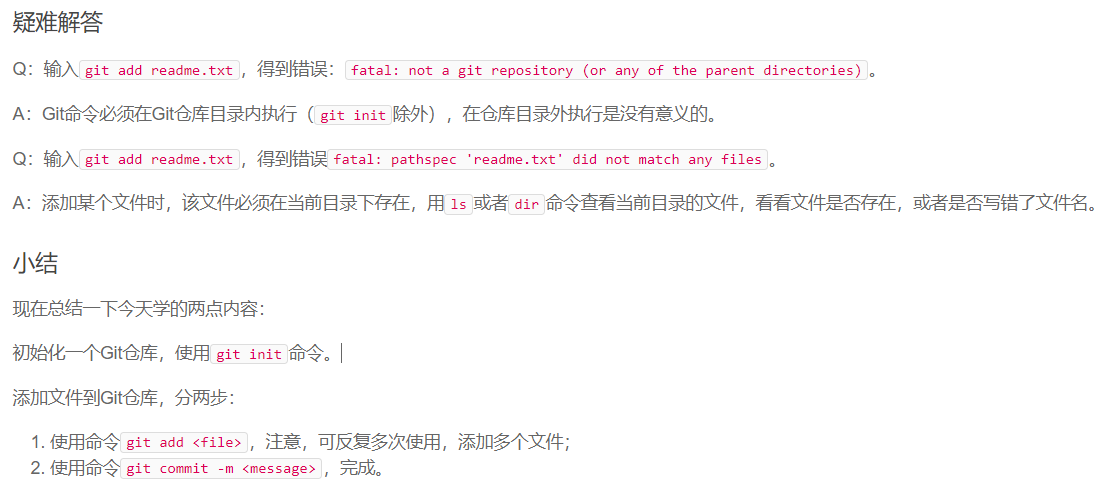 疑难解答
Q：输入git add readme.txt，得到错误：fatal: not a git repository (or any of the parent directories)。
A：Git命令必须在Git仓库目录内执行（git init除外），在仓库目录外执行是没有意义的。
Q：输入git add readme.txt，得到错误fatal: pathspec 'readme.txt' did not match any files。
A：添加某个文件时，该文件必须在当前目录下存在，用ls或者dir命令查看当前目录的文件，看看文件是否存在，或者是否写错了文件名。
小结
现在总结一下今天学的两点内容：
初始化一个Git仓库，使用git init命令。
添加文件到Git仓库，分两步：
1. 使用命令git add <file>，注意，可反复多次使用，添加多个文件；
2. 使用命令git commit -m <message>，完成。